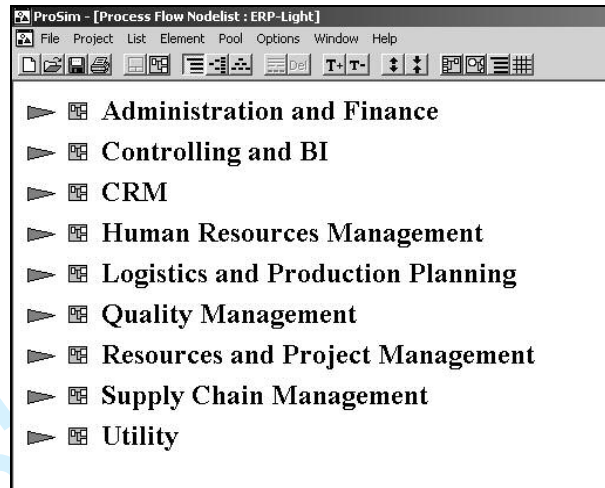 ProSim - [Process Flow Nodelist : ERP-Light]
File Project List Element Pool Options Window Help
Del T+ T-
Administration and Finance
Controlling and BI
CRM
Human Resources Management
Logistics and Production Planning
Quality Management
Resources and Project Management
Supply Chain Management
Utility